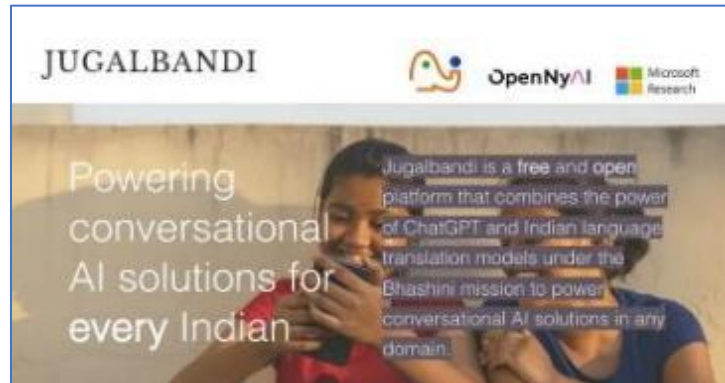 JUGALBANDI
OpenNyAI
Microsoft
Research
Powering
conversational
AI solutions for
every Indian
Jugalbandi is a free and open
platform that combines the power
of ChatGPT and Indian language
translation models under the
Bhashini mission to power
conversational AI solutions in any
domain.